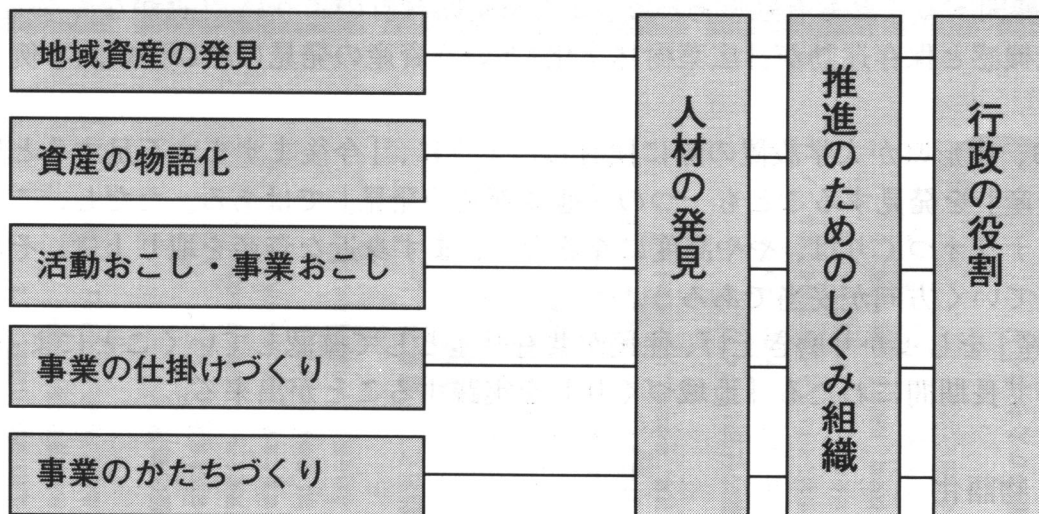 地域資産の発見
資産の物語化
活動おこし・事業おこし
事業の仕掛けづくり
事業のかたちづくり
人材の発見
推進のためのしくみ組織
行政の役割